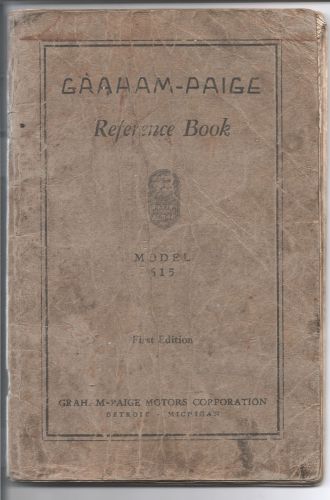 GRAHAM-PAIGE
Reference Book
MODEL
615
First Edition
GRAHAM-PAIGE MOTORS CORPORATION
DETROIT - MICHIGAN